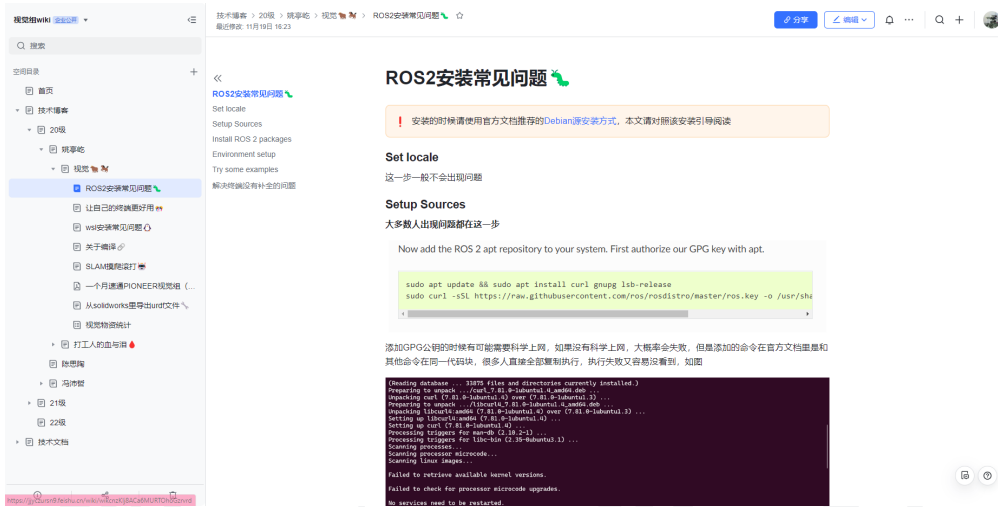 视觉组wiki 企业公开
技术博客 > 20级 > 姚享屹 > 视觉 > ROS2安装常见问题
最近修改: 11月19日 16:23
分享
编辑
搜索
空间目录
首页
技术博客
20级
姚享屹
视觉
ROS2安装常见问题
让自己的终端更好用
wsl安装常见问题
关于编译
SLAM摸爬滚打
一个月速通PIONEER视觉组（...
从solidworks里导出urdf文件
视觉物资统计
打工人的血与泪
陈思陶
冯沛哲
21级
22级
技术文档
ROS2安装常见问题
Set locale
Setup Sources
Install ROS 2 packages
Environment setup
Try some examples
解决终端没有补全的问题
ROS2安装常见问题
安装的时候请使用官方文档推荐的Debian源安装方式，本文请对照该安装引导阅读
Set locale
这一步一般不会出现问题
Setup Sources
大多数人出现问题都在这一步
Now add the ROS 2 apt repository to your system. First authorize our GPG key with apt.
sudo apt update && sudo apt install curl gnupg lsb-release
sudo curl -sSL https://raw.githubusercontent.com/ros/rosdistro/master/ros.key -o /usr/sha
添加GPG公钥的时候有可能需要科学上网，如果没有科学上网，大概率会失败，但是添加的命令在官方文档里是和
其他命令在同一代码块，很多人直接全部复制执行，执行失败又容易没看到，如图
(Reading database ... 33875 files and directories currently installed.)
Preparing to unpack .../curl_7.81.0-1ubuntu1.4_amd64.deb ...
Unpacking curl (7.81.0-1ubuntu1.4) over (7.81.0-1ubuntu1.3) ...
Preparing to unpack .../libcurl4_7.81.0-1ubuntu1.4_amd64.deb ...
Unpacking libcurl4:amd64 (7.81.0-1ubuntu1.4) over (7.81.0-1ubuntu1.3) ...
Setting up libcurl4:amd64 (7.81.0-1ubuntu1.4) ...
Setting up curl (7.81.0-1ubuntu1.4) ...
Processing triggers for man-db (2.10.2-1) ...
Processing triggers for libc-bin (2.35-0ubuntu3.1) ...
Scanning processes...
Scanning processor microcode...
Scanning linux images...
Failed to retrieve available kernel versions.
Failed to check for processor microcode upgrades.
No services need to be restarted.